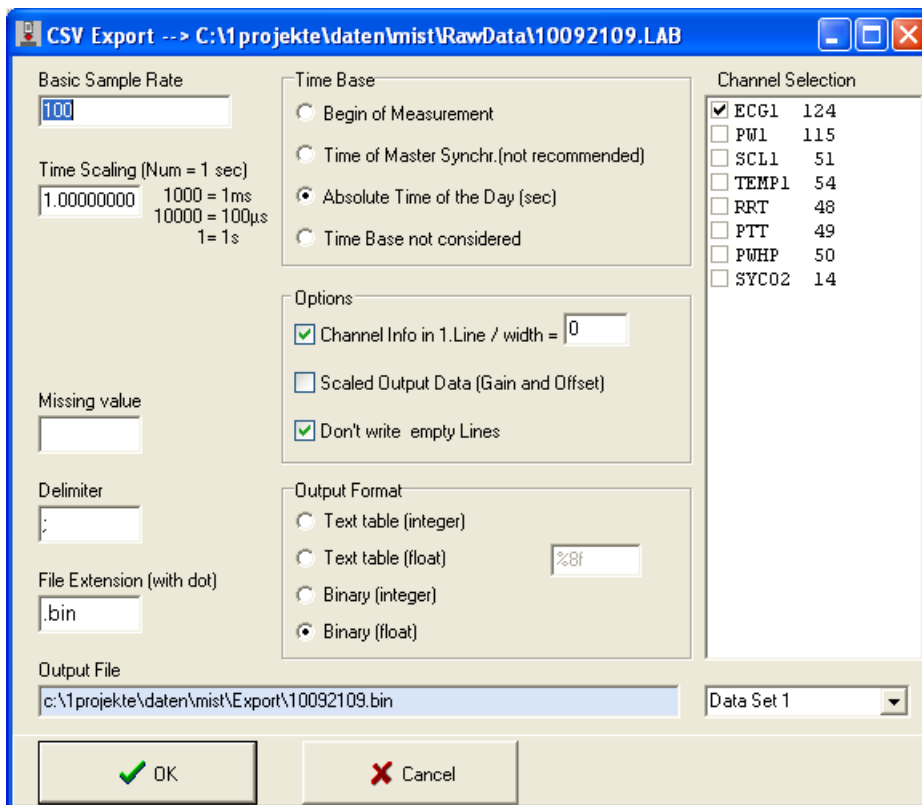 CSV Export --> C:\1projekte\daten\mist\RawData\10092109.LAB
Basic Sample Rate
100
Time Scaling (Num = 1 sec)
1.00000000
1000 = 1ms
10000 = 100µs
1= 1s
Missing value
Delimiter
;
File Extension (with dot)
.bin
Time Base
Begin of Measurement
Time of Master Synchr.(not recommended)
Absolute Time of the Day (sec)
Time Base not considered
Options
Channel Info in 1.Line / width = 0
Scaled Output Data (Gain and Offset)
Don't write empty Lines
Output Format
Text table (integer)
Text table (float) %8f
Binary (integer)
Binary (float)
Channel Selection
ECG1 124
PW1 115
SCL1 51
TEMP1 54
RRT 48
PTT 49
PWHP 50
SYCO2 14
Output File
c:\1projekte\daten\mist\Export\10092109.bin
Data Set 1
OK
Cancel